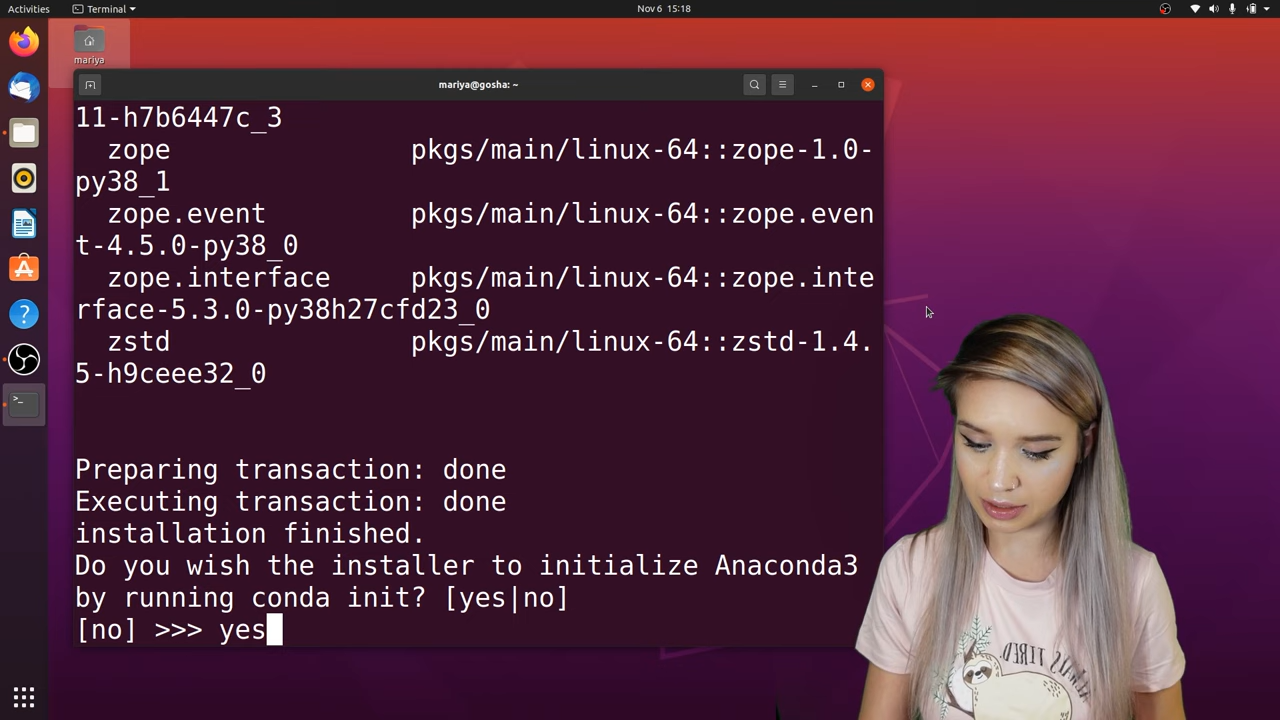 Activities
Terminal
Nov 6 15:18
mariya
mariya@gosha: ~
11-h7b6447c_3
zope pkgs/main/linux-64::zope-1.0-
py38_1
zope.event pkgs/main/linux-64::zope.even
t-4.5.0-py38_0
zope.interface pkgs/main/linux-64::zope.inte
rface-5.3.0-py38h27cfd23_0
zstd pkgs/main/linux-64::zstd-1.4.
5-h9ceee32_0
Preparing transaction: done
Executing transaction: done
installation finished.
Do you wish the installer to initialize Anaconda3
by running conda init? [yes|no]
[no] >>> yes
ALWAYS TIRED.